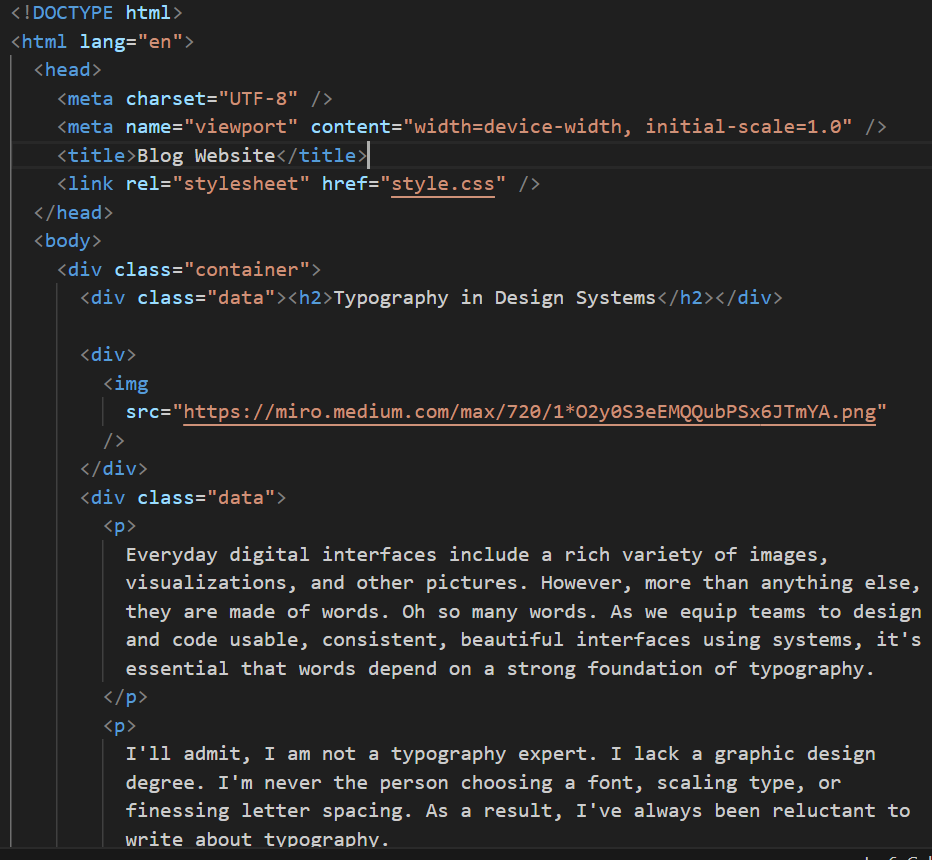 <!DOCTYPE html>
<html lang="en">
<head>
<meta charset="UTF-8" />
<meta name="viewport" content="width=device-width, initial-scale=1.0" />
<title>Blog Website</title>
<link rel="stylesheet" href="style.css" />
</head>
<body>
<div class="container">
<div class="data"><h2>Typography in Design Systems</h2></div>
<div>
<img
src="https://miro.medium.com/max/720/1*O2y0S3eEMQQubPSx6JTmYA.png"
/>
</div>
<div class="data">
<p>
Everyday digital interfaces include a rich variety of images,
visualizations, and other pictures. However, more than anything else,
they are made of words. Oh so many words. As we equip teams to design
and code usable, consistent, beautiful interfaces using systems, it's
essential that words depend on a strong foundation of typography.
</p>
<p>
I'll admit, I am not a typography expert. I lack a graphic design
degree. I'm never the person choosing a font, scaling type, or
finessing letter spacing. As a result, I've always been reluctant to
write about typography.